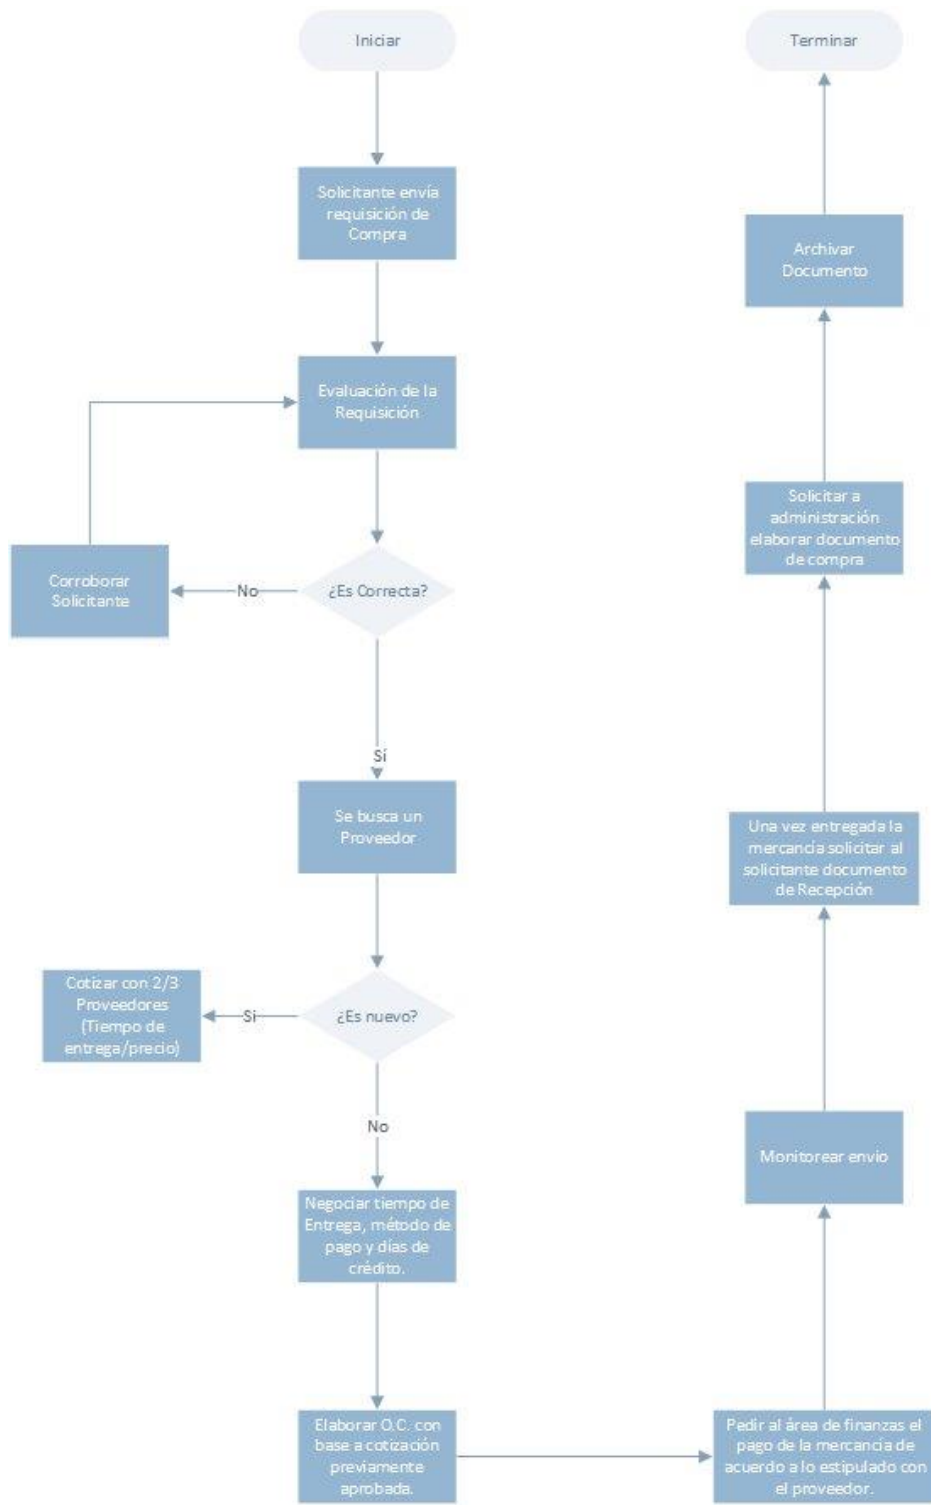 Iniciar
Solicitante envía
requisición de
Compra
Evaluación de la
Requisición
¿Es Correcta?
No
Corroborar
Solicitante
Sí
Se busca un
Proveedor
¿Es nuevo?
Si
Cotizar con 2/3
Proveedores
(Tiempo de
entrega/precio)
No
Negociar tiempo de
Entrega, método de
pago y días de
crédito.
Elaborar O.C. con
base a cotización
previamente
aprobada.
Pedir al área de finanzas el
pago de la mercancía de
acuerdo a lo estipulado con
el proveedor.
Monitorear envio
Una vez entregada la
mercancía solicitar al
solicitante documento
de Recepción
Solicitar a
administración
elaborar documento
de compra
Archivar
Documento
Terminar